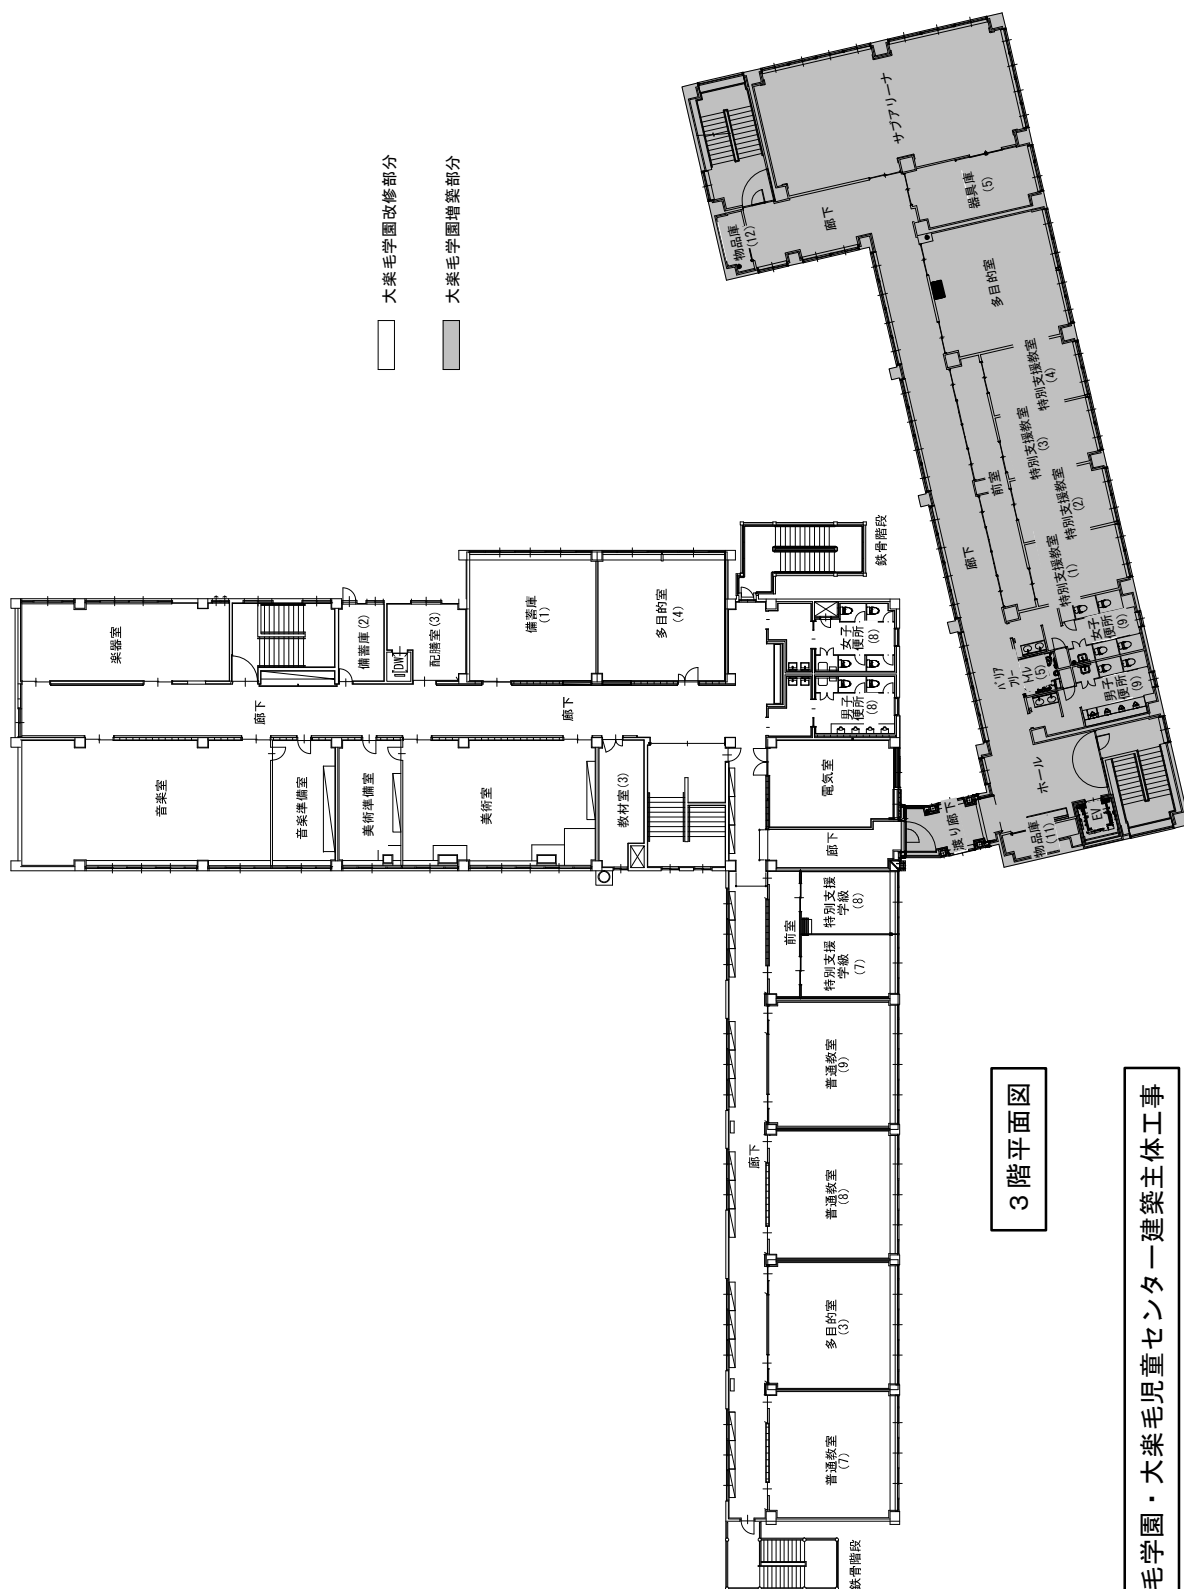 大楽毛学園改修部分
大楽毛学園増築部分
サブアリーナ
器具庫
(5)
物品庫
(12)
廊下
多目的室
特別支援教室
(4)
特別支援教室
(3)
前室
特別支援教室
(2)
特別支援教室
(1)
廊下
女子
便所
(9)
バリア
フリー
トイレ
(5)
男子
便所
(9)
ホール
EV
物品庫
(11)
渡り廊下
楽器室
備蓄庫(2)
DW
配膳室(3)
備蓄庫
(1)
多目的室
(4)
鉄骨階段
廊下
廊下
女子
便所
(8)
男子
便所
(8)
音楽室
音楽準備室
美術準備室
美術室
教材室(3)
電気室
廊下
前室
特別支援
学級
(8)
特別支援
学級
(7)
普通教室
(9)
廊下
普通教室
(8)
多目的室
(3)
普通教室
(7)
鉄骨階段
3階平面図
毛学園・大楽毛児童センター建築主体工事